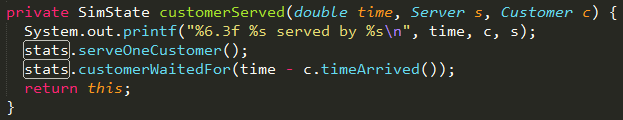 private SimState customerServed(double time, Server s, Customer c) {
  System.out.printf("%6.3f %s served by %s\n", time, c, s);
  stats.serveOneCustomer();
  stats.customerWaitedFor(time - c.timeArrived());
  return this;
}